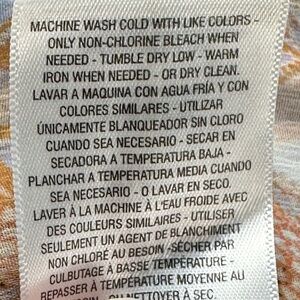 MACHINE WASH COLD WITH LIKE COLORS -
ONLY NON-CHLORINE BLEACH WHEN
NEEDED - TUMBLE DRY LOW - WARM
IRON WHEN NEEDED - OR DRY CLEAN.
LAVAR A MAQUINA CON AGUA FRÍA Y CON
COLORES SIMILARES - UTILIZAR
ÚNICAMENTE BLANQUEADOR SIN CLORO
CUANDO SEA NECESARIO - SECAR EN
SECADORA A TEMPERATURA BAJA -
PLANCHAR A TEMPERATURA MEDIA CUANDO
SEA NECESARIO - O LAVAR EN SECO.
LAVER À LA MACHINE À L'EAU FROIDE AVEC
DES COULEURS SIMILAIRES - UTILISER
SEULEMENT UN AGENT DE BLANCHIMENT
NON CHLORÉ AU BESOIN -SÉCHER PAR
CULBUTAGE À BASSE TEMPÉRATURE -
REPASSER À TEMPÉRATURE MOYENNE AU
OU NETTOYER À SEC.